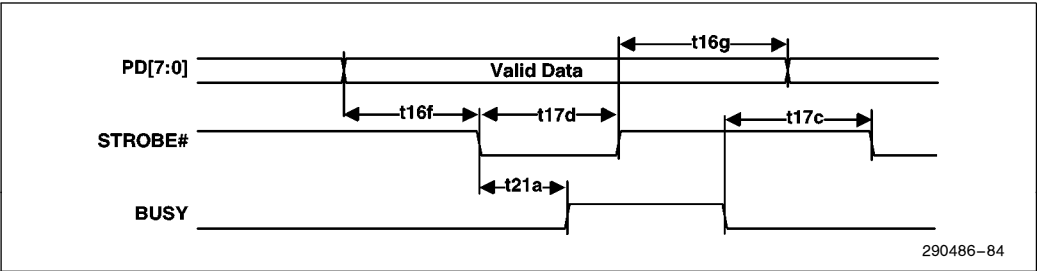 t16g
PD[7:0]
Valid Data
t16f
t17d
t17c
STROBE#
t21a
BUSY
290486-84